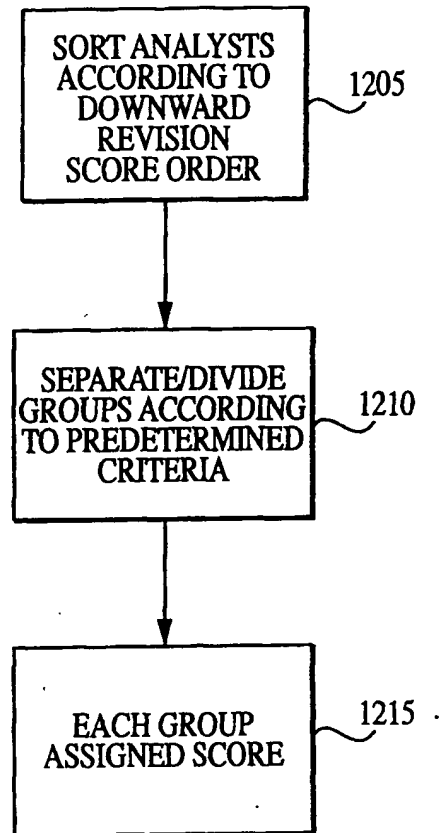 SORT ANALYSTS
ACCORDING TO
DOWNWARD
REVISION
SCORE ORDER
1205
SEPARATE/DIVIDE
GROUPS ACCORDING
TO PREDETERMINED
CRITERIA
1210
EACH GROUP
ASSIGNED SCORE
1215